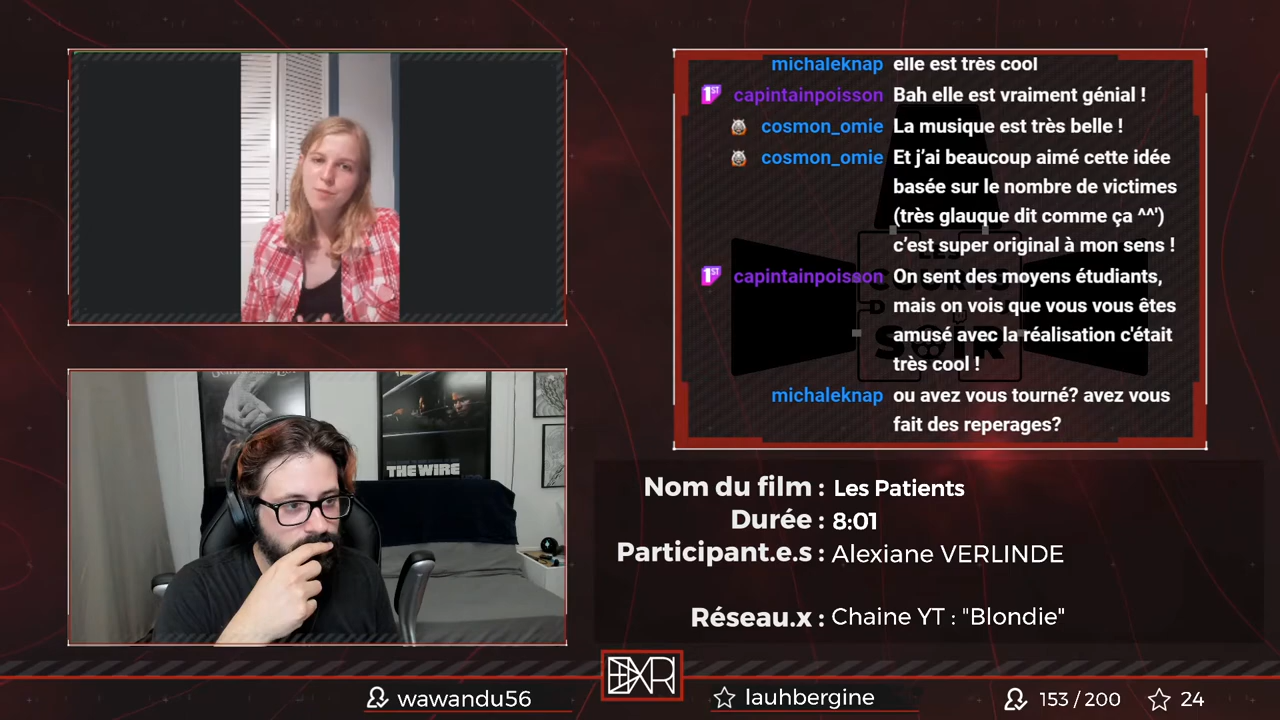 michaleknap elle est très cool
capintainpoisson Bah elle est vraiment génial !
cosmon_omie La musique est très belle !
cosmon_omie Et j'ai beaucoup aimé cette idée
basée sur le nombre de victimes
(très glauque dit comme ça ^^')
c'est super original à mon sens !
capintainpoisson On sent des moyens étudiants,
mais on vois que vous vous êtes
amusé avec la réalisation c'était
très cool !
michaleknap ou avez vous tourné? avez vous
fait des reperages?
THE WIRE
Nom du film : Les Patients
Durée : 8:01
Participant.e.s : Alexiane VERLINDE
Réseau.x : Chaine YT : "Blondie"
wawandu56
lauhbergine
153 / 200
24